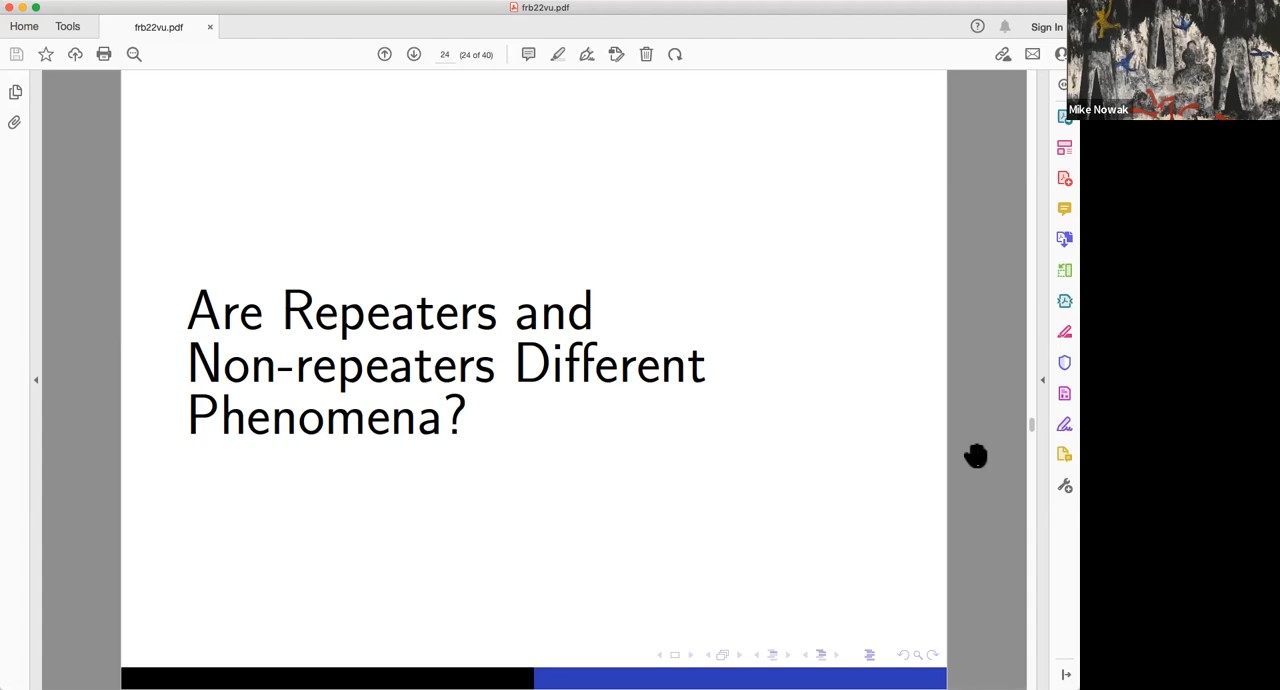 frb22vu.pdf
Home
Tools
frb22vu.pdf
×
Sign In
24
(24 of 40)
Mike Nowak
Are Repeaters and
Non-repeaters Different
Phenomena?